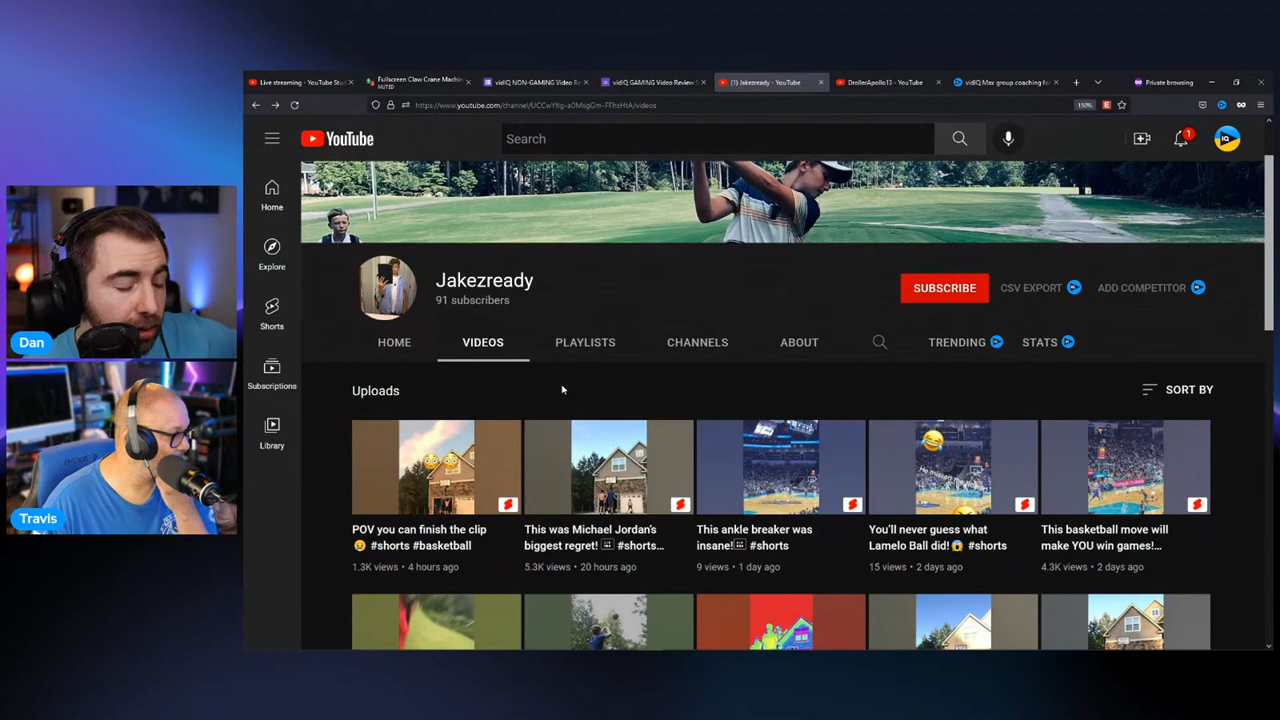 Live streaming - YouTube Stu
Fullscreen Claw Crane Machin
MUTED
vidIQ NON-GAMING Video Re
vidIQ GAMING Video Review S
(1) Jakezready - YouTube
DrollerApollo13 - YouTube
vidIQ Max group coaching fo
Private browsing
150%
YouTube
Search
1
IQ
Home
Explore
Shorts
Subscriptions
Library
Jakezready
91 subscribers
SUBSCRIBE
CSV EXPORT
ADD COMPETITOR
HOME
VIDEOS
PLAYLISTS
CHANNELS
ABOUT
TRENDING
STATS
Uploads
SORT BY
POV you can finish the clip
😢 #shorts #basketball
1.3K views • 4 hours ago
This was Michael Jordan's
biggest regret! #shorts...
5.3K views • 20 hours ago
This ankle breaker was
insane! #shorts
9 views • 1 day ago
You'll never guess what
Lamelo Ball did!😱 #shorts
15 views • 2 days ago
This basketball move will
make YOU win games!...
4.3K views • 2 days ago
Dan
Travis